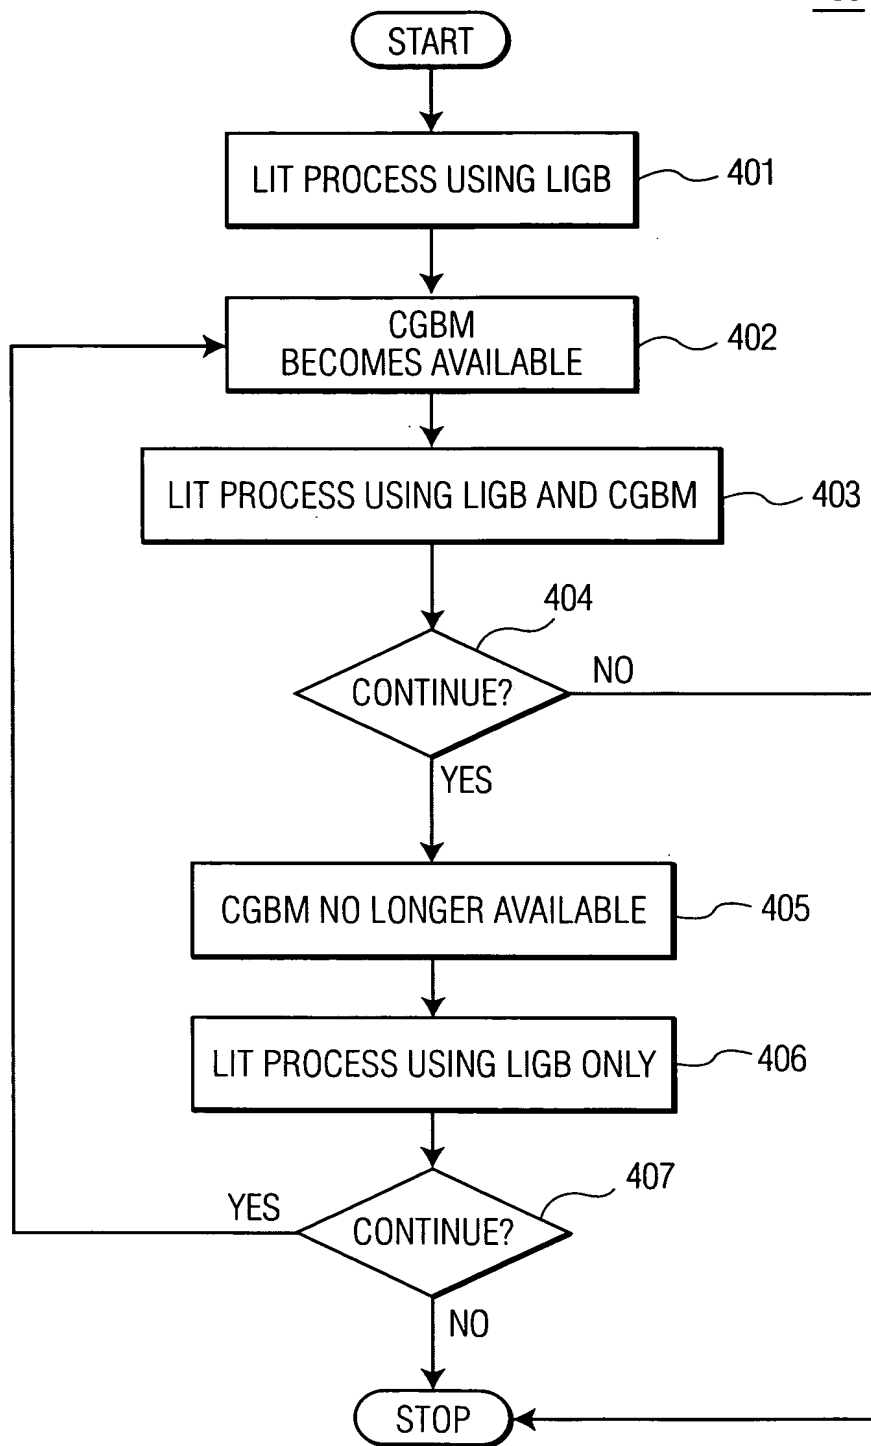 START
LIT PROCESS USING LIGB
401
CGBM
BECOMES AVAILABLE
402
LIT PROCESS USING LIGB AND CGBM
403
404
CONTINUE?
NO
YES
CGBM NO LONGER AVAILABLE
405
LIT PROCESS USING LIGB ONLY
406
407
YES
CONTINUE?
NO
STOP